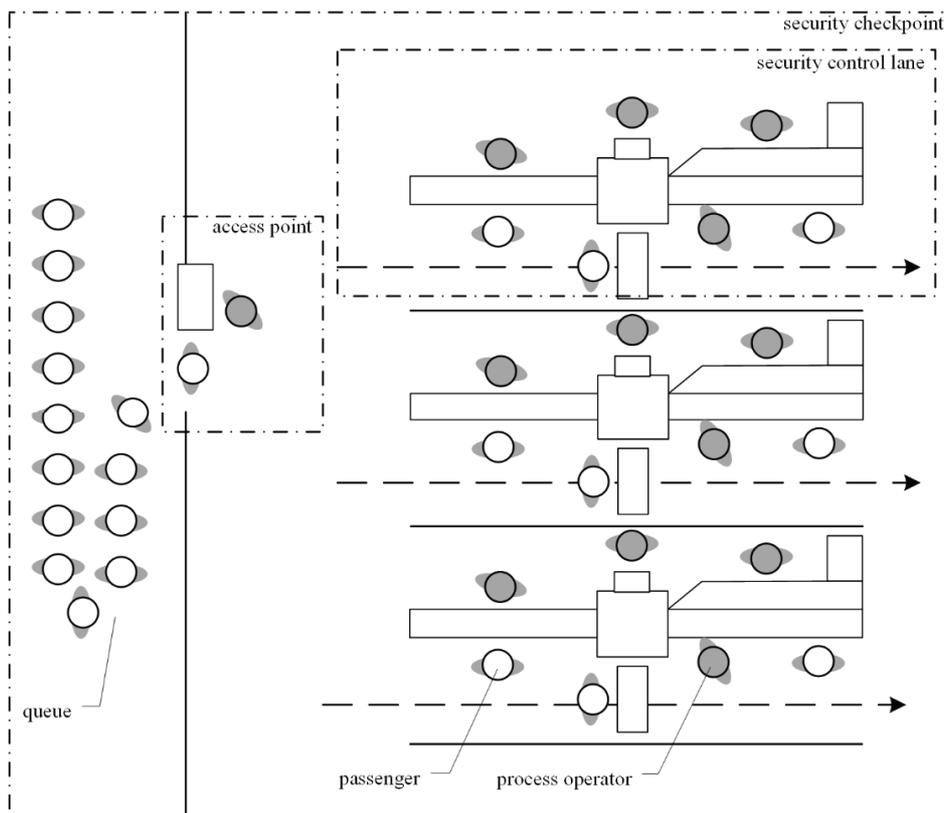 security checkpoint
security control lane
access point
queue
passenger
process operator